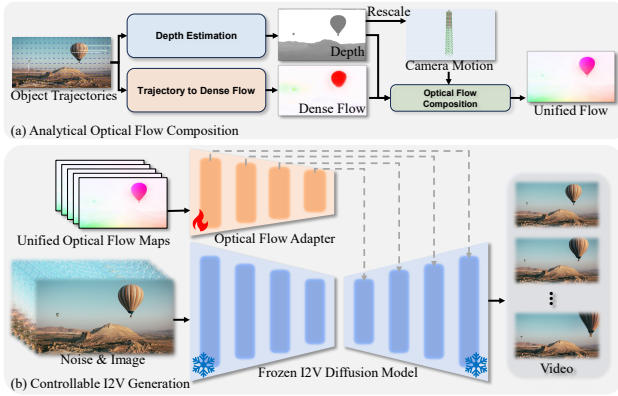 Object Trajectories
Depth Estimation
Trajectory to Dense Flow
Depth
Dense Flow
Rescale
Camera Motion
Optical Flow
Composition
Unified Flow
(a) Analytical Optical Flow Composition
Unified Optical Flow Maps
Optical Flow Adapter
Noise & Image
Frozen I2V Diffusion Model
Video
(b) Controllable I2V Generation